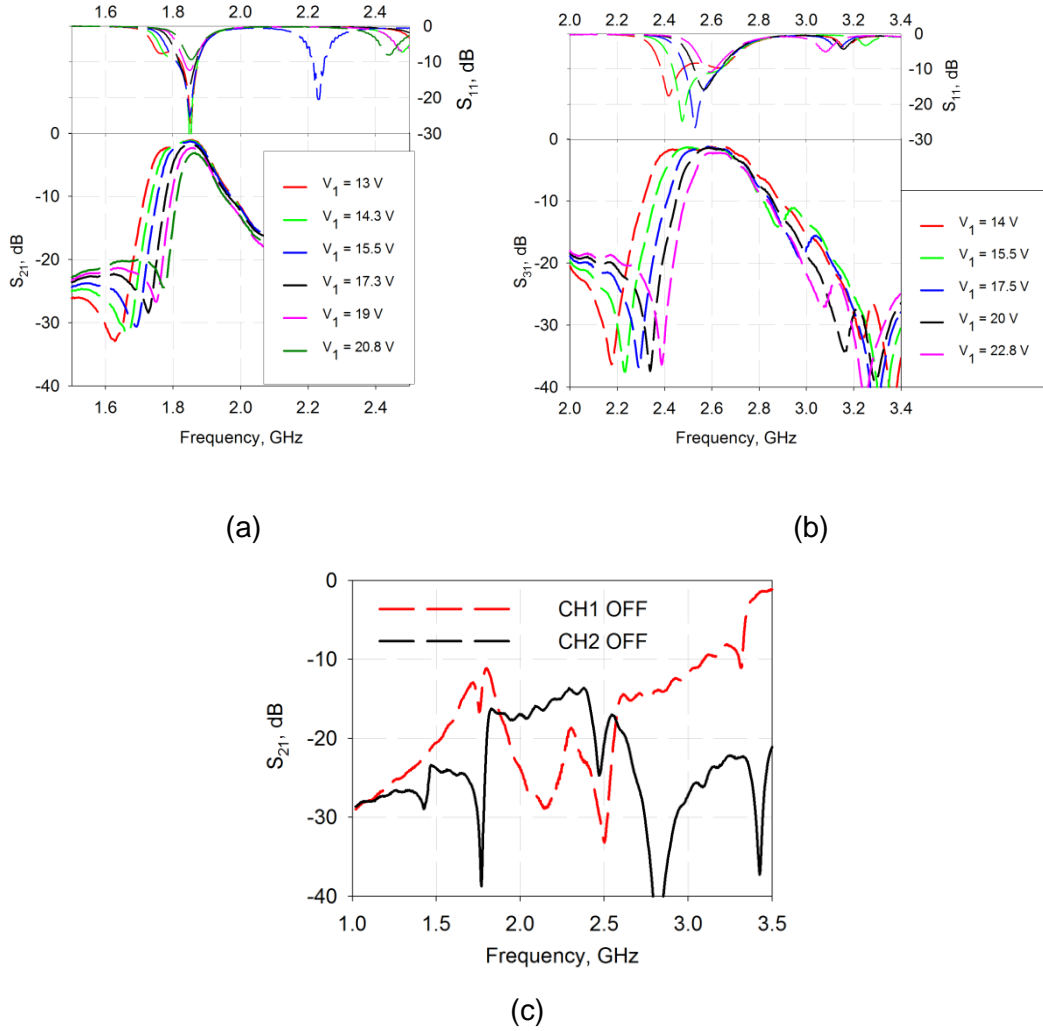 1.6 1.8 2.0 2.2 2.4
0
-10
-20
-30
S11, dB
0
-10
-20
-30
-40
S21, dB
V1 = 13 V
V1 = 14.3 V
V1 = 15.5 V
V1 = 17.3 V
V1 = 19 V
V1 = 20.8 V
1.6 1.8 2.0 2.2 2.4
Frequency, GHz
(a)
2.0 2.2 2.4 2.6 2.8 3.0 3.2 3.4
0
-10
-20
-30
S11, dB
0
-10
-20
-30
-40
S31, dB
V1 = 14 V
V1 = 15.5 V
V1 = 17.5 V
V1 = 20 V
V1 = 22.8 V
2.0 2.2 2.4 2.6 2.8 3.0 3.2 3.4
Frequency, GHz
(b)
0
-10
-20
-30
-40
S21, dB
CH1 OFF
CH2 OFF
1.0 1.5 2.0 2.5 3.0 3.5
Frequency, GHz
(c)